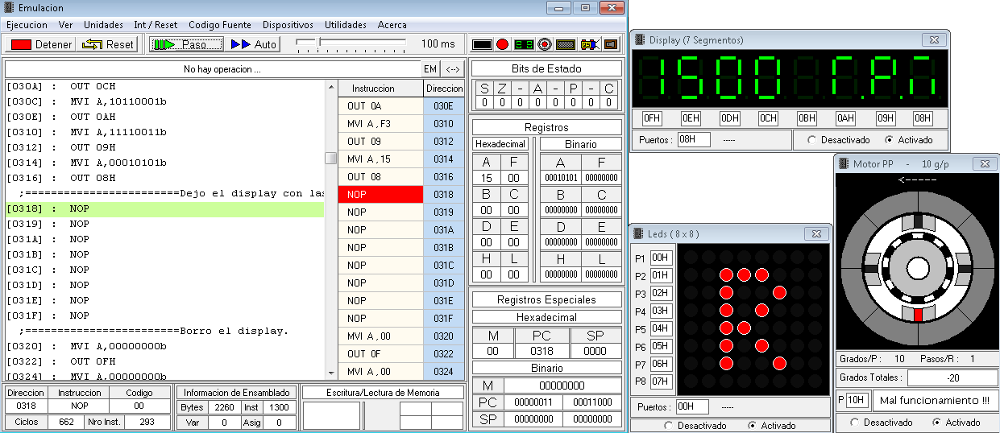 Emulacion
Ejecucion Ver Unidades Int / Reset Codigo Fuente Dispositivos Utilidades Acerca
Detener Reset Paso Auto 100 ms
No hay operacion ... EM <-->
[030A] : OUT 0CH
[030C] : MVI A,10110001b
[030E] : OUT 0AH
[0310] : MVI A,11110011b
[0312] : OUT 09H
[0314] : MVI A,00010101b
[0316] : OUT 08H
;========================Dejo el display con las
[0318] : NOP
[0319] : NOP
[031A] : NOP
[031B] : NOP
[031C] : NOP
[031D] : NOP
[031E] : NOP
[031F] : NOP
;========================Borro el display.
[0320] : MVI A,00000000b
[0322] : OUT 0FH
[0324] : MVI A,00000000b
Instruccion Direccion
OUT 0A 030E
MVI A,F3 0310
OUT 09 0312
MVI A,15 0314
OUT 08 0316
NOP 0318
NOP 0319
NOP 031A
NOP 031B
NOP 031C
NOP 031D
NOP 031E
NOP 031F
MVI A,00 0320
OUT 0F 0322
MVI A,00 0324
Direccion Instruccion Codigo
0318 NOP 00
Ciclos 662 Nro Inst. 293
Informacion de Ensamblado
Bytes 2260 Inst 1300
Var 0 Asig 0
Escritura/Lectura de Memoria
Bits de Estado
S Z - A - P - C
0 0 0 0 0 0 0 0
Registros
Hexadecimal Binario
A F A F
15 00 00010101 00000000
B C B C
00 00 00000000 00000000
D E D E
00 00 00000000 00000000
H L H L
00 00 00000000 00000000
Registros Especiales
Hexadecimal
M PC SP
00 0318 0000
Binario
M 00000000
PC 00000011 00011000
SP 00000000 00000000
Display (7 Segmentos)
1500 r.P.n
0FH 0EH 0DH 0CH 0BH 0AH 09H 08H
Puertos : 08H ----- Desactivado Activado
Leds ( 8 x 8 )
P1 00H
P2 01H
P3 02H
P4 03H
P5 04H
P6 05H
P7 06H
P8 07H
R
Puertos : 00H -----
Desactivado Activado
Motor PP - 10 g/p
<-----
Grados/P : 10 Pasos/R : 1
Grados Totales : -20
P 10H Mal funcionamiento !!!
Desactivado Activado